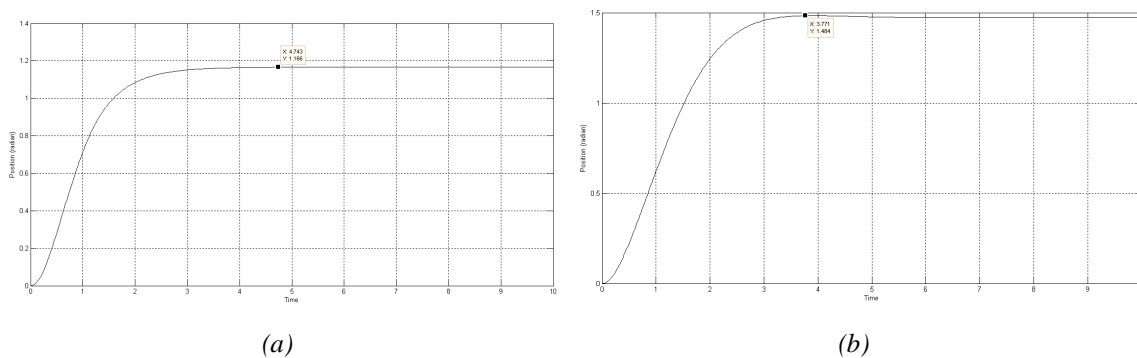 1.4
1.2
1
0.8
0.6
0.4
0.2
0
Position (radian)
X: 4.743
Y: 1.166
0 1 2 3 4 5 6 7 8 9 10
Time
(a)
1.5
1
0.5
0
Position (radian)
X: 3.771
Y: 1.484
0 1 2 3 4 5 6 7 8 9
Time
(b)